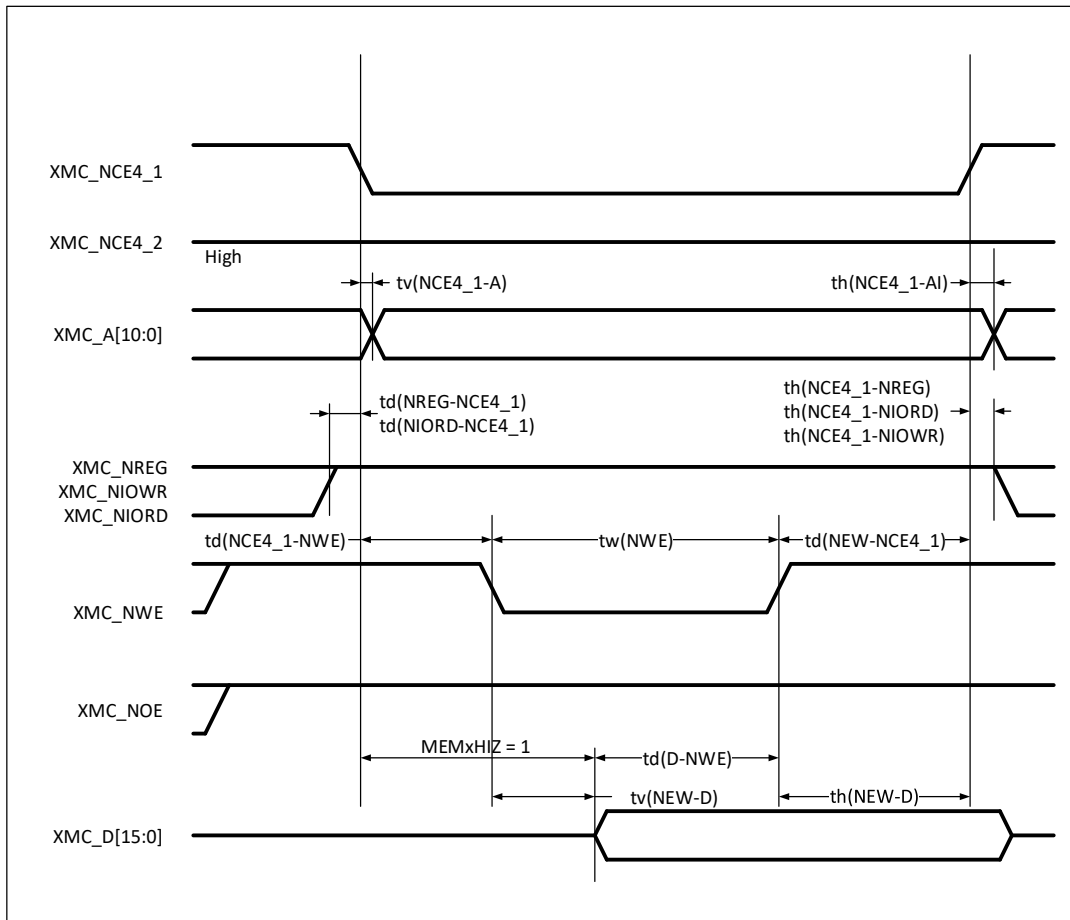 XMC_NCE4_1
XMC_NCE4_2
High
tv(NCE4_1-A)
th(NCE4_1-AI)
XMC_A[10:0]
td(NREG-NCE4_1)
td(NIORD-NCE4_1)
th(NCE4_1-NREG)
th(NCE4_1-NIORD)
th(NCE4_1-NIOWR)
XMC_NREG
XMC_NIOWR
XMC_NIORD
td(NCE4_1-NWE)
tw(NWE)
td(NEW-NCE4_1)
XMC_NWE
XMC_NOE
MEMxHIZ = 1
td(D-NWE)
tv(NEW-D)
th(NEW-D)
XMC_D[15:0]